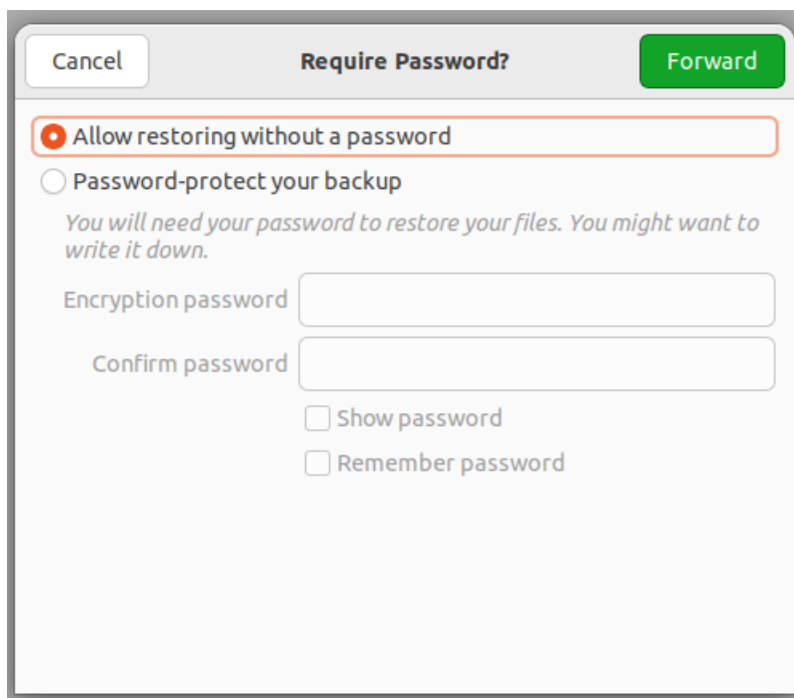 Cancel
Require Password?
Forward
Allow restoring without a password
Password-protect your backup
You will need your password to restore your files. You might want to
write it down.
Encryption password
Confirm password
Show password
Remember password